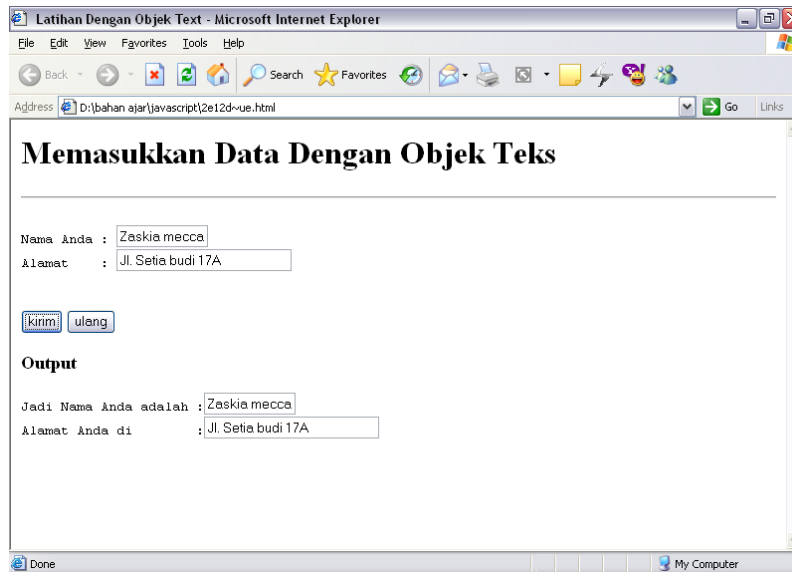 Latihan Dengan Objek Text - Microsoft Internet Explorer
File Edit View Favorites Tools Help
Back Search Favorites
Address D:\bahan ajar\javascript\2e12d~ue.html Go Links
Memasukkan Data Dengan Objek Teks
Nama Anda : Zaskia mecca
Alamat : Jl. Setia budi 17A
kirim ulang
Output
Jadi Nama Anda adalah : Zaskia mecca
Alamat Anda di : Jl. Setia budi 17A
Done My Computer